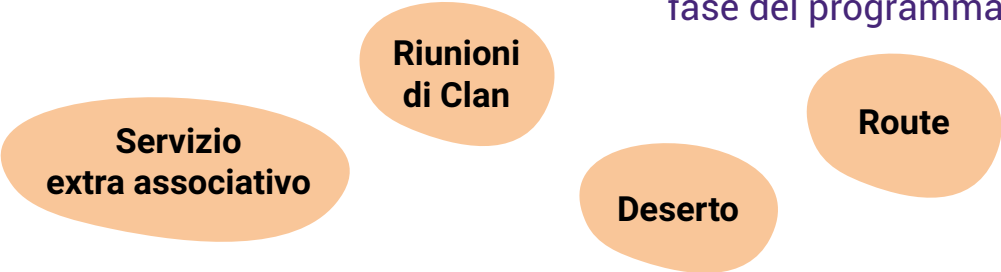 fase del programma
Riunioni
di Clan
Route
Servizio
extra associativo
Deserto